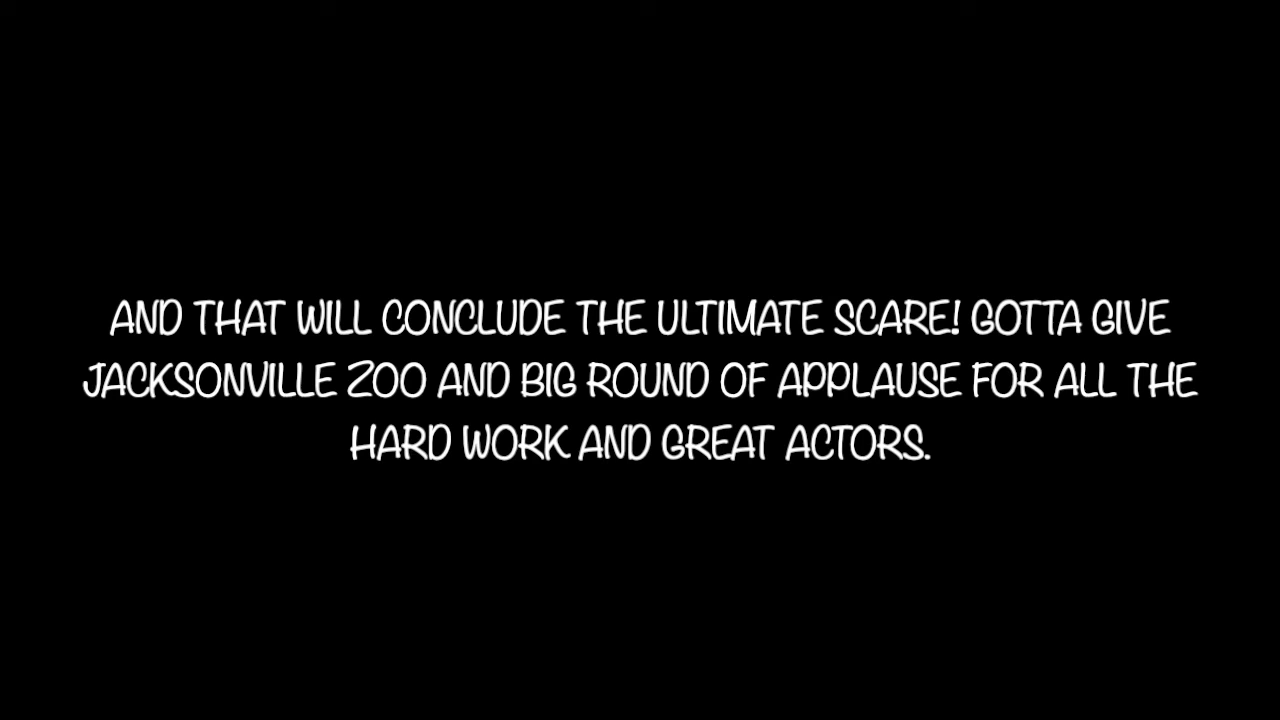 AND THAT WILL CONCLUDE THE ULTIMATE SCARE! GOTTA GIVE
JACKSONVILLE ZOO AND BIG ROUND OF APPLAUSE FOR ALL THE
HARD WORK AND GREAT ACTORS.